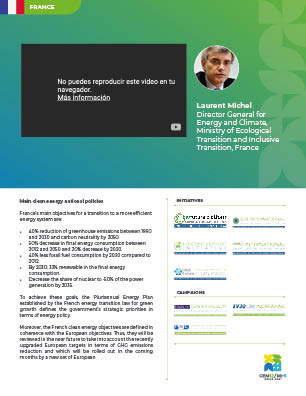 FRANCE
No puedes reproducir este video en tu
navegador.
Más información
Laurent Michel
Director General for
Energy and Climate,
Ministry of Ecological
Transition and Inclusive
Transition, France
Main clean energy national policies
France's main objectives for a transition to a more efficient
energy system are:
40% reduction of greenhouse emissions between 1990
and 2030 and carbon neutrality by 2050.
50% decrease in final energy consumption between
2012 and 2050 and 20% decrease by 2030.
40% less fossil fuel consumption by 2030 compared to
2012.
By 2030: 33% renewable in the final energy
consumption.
Decrease the share of nuclear to 50% of the power
generation by 2035.
To achieve these goals, the Pluriannual Energy Plan
established by the French energy transition law for green
growth defines the government's strategic priorities in
terms of energy policy.
Moreover, the French clean energy objectives are defined in
coherence with the European objectives. Thus, they will be
reviewed in the near future to take into account the recently
upgraded European targets in terms of GHG emissions
reduction and which will be rolled out in the coming
months by a new set of European
INITIATIVES
CAMPAIGNS